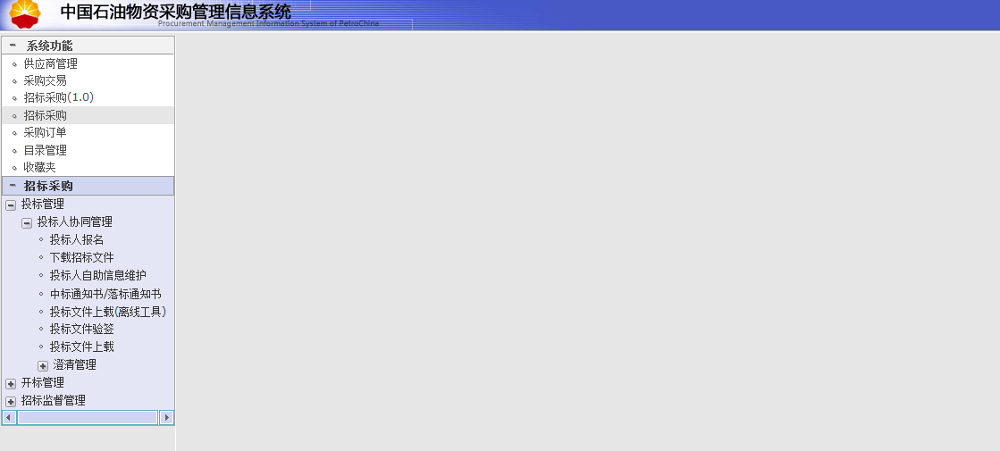 中国石油物资采购管理信息系统
Procurement Management Information System of PetroChina
系统功能
供应商管理
采购交易
招标采购(1.0)
招标采购
采购订单
目录管理
收藏夹
招标采购
投标管理
投标人协同管理
投标人报名
下载招标文件
投标人自助信息维护
中标通知书/落标通知书
投标文件上载(离线工具)
投标文件验签
投标文件上载
澄清管理
开标管理
招标监督管理